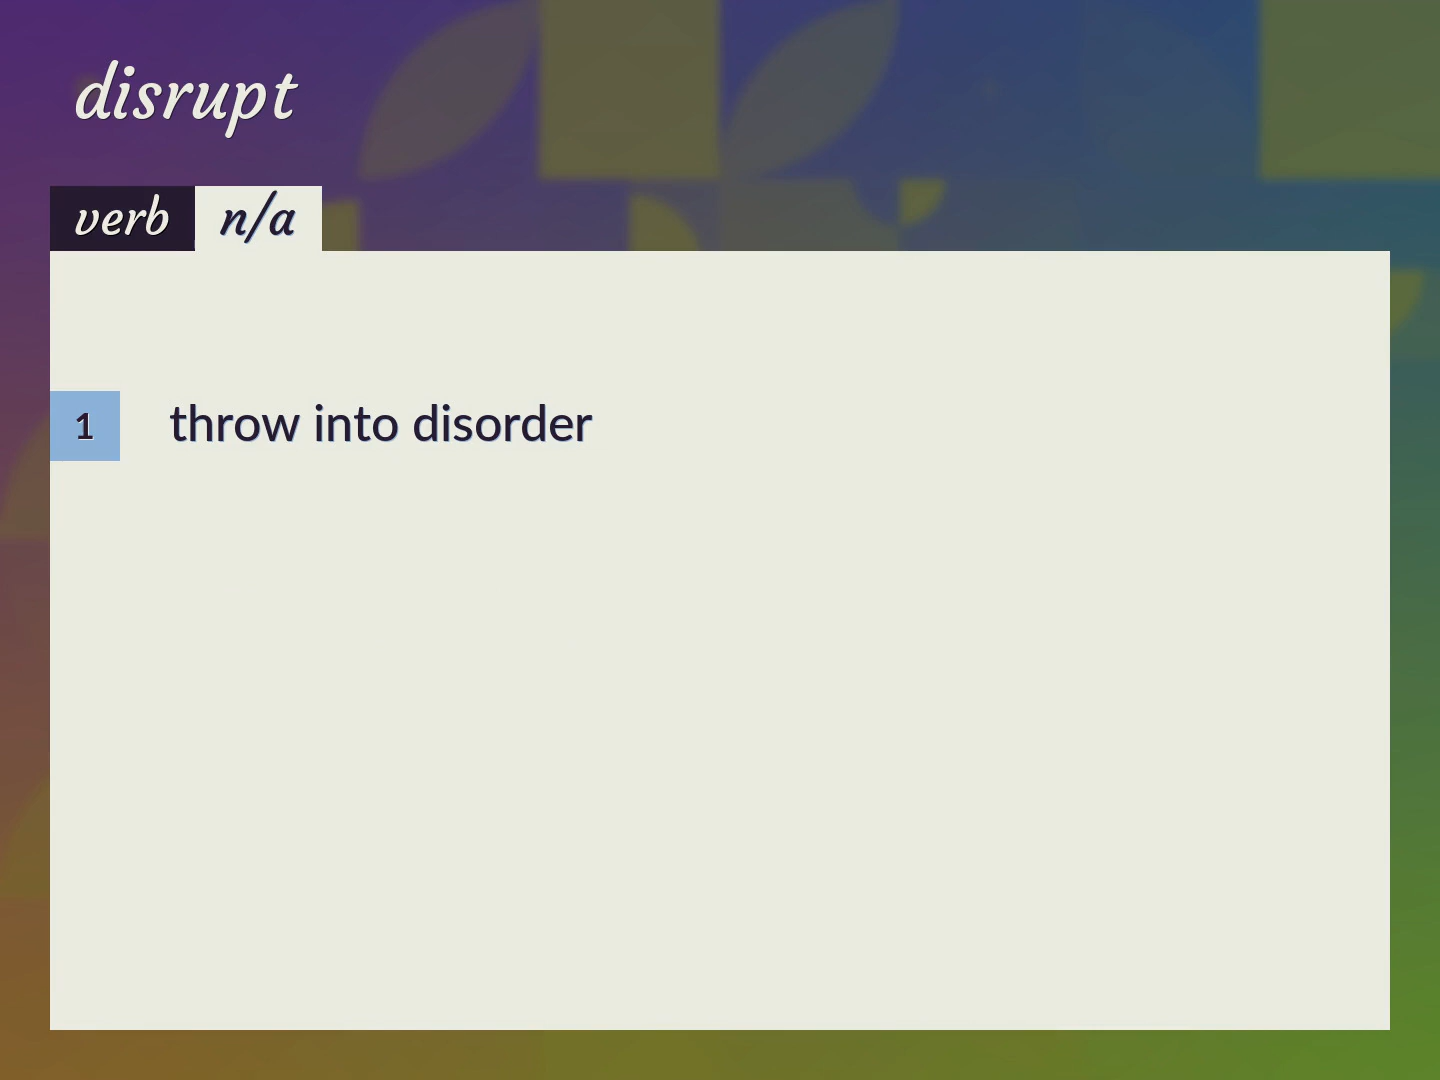 disrupt
verb n/a
1 throw into disorder